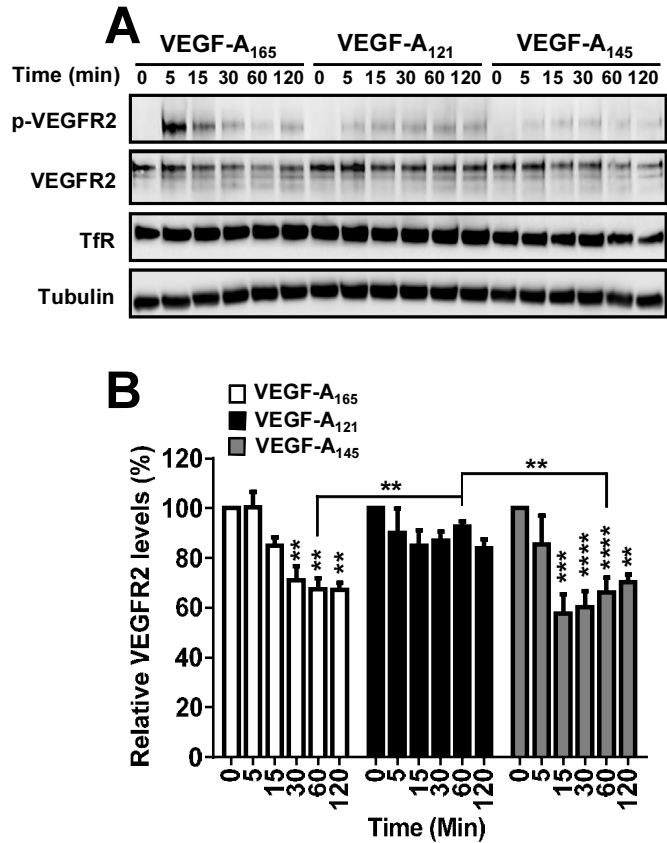 A
VEGF-A165 VEGF-A121 VEGF-A145
Time (min) 0 5 15 30 60 120 0 5 15 30 60 120 0 5 15 30 60 120
p-VEGFR2
VEGFR2
TfR
Tubulin
B
VEGF-A165
VEGF-A121
VEGF-A145
Relative VEGFR2 levels (%)
120
100
80
60
40
20
0
** **
** ** ** *** **** **** **
0 5 15 30 60 120 0 5 15 30 60 120 0 5 15 30 60 120
Time (Min)